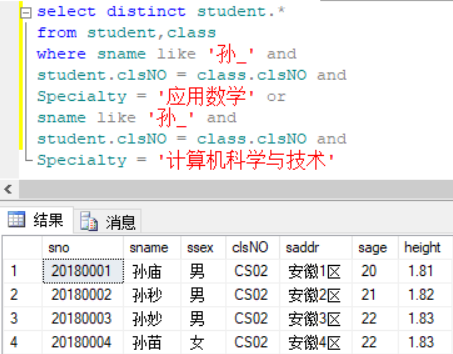 select distinct student.*
from student,class
where sname like '孙_' and
student.clsNO = class.clsNO and
Specialty = '应用数学' or
sname like '孙_' and
student.clsNO = class.clsNO and
Specialty = '计算机科学与技术'
结果 消息
sno sname ssex clsNO saddr sage height
1 20180001 孙庙 男 CS02 安徽1区 20 1.81
2 20180002 孙秒 男 CS02 安徽2区 21 1.82
3 20180003 孙妙 男 CS02 安徽3区 22 1.83
4 20180004 孙苗 女 CS02 安徽4区 22 1.83